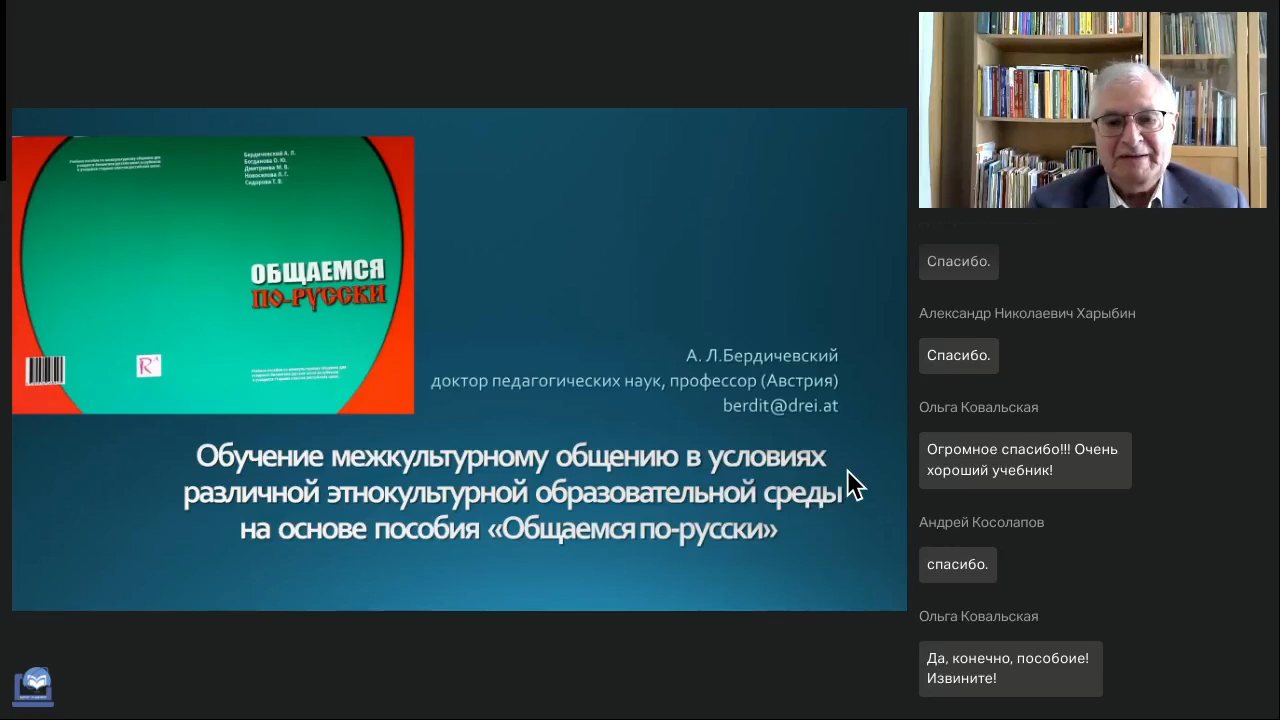 Бердичевский А. Л.
Богданова О. Ю.
Дмитриева М. В.
Новоселова Л. Г.
Сидорова Т. В.
ОБЩАЕМСЯ
ПО-РУССКИ
А. Л.Бердичевский
доктор педагогических наук, профессор (Австрия)
berdit@drei.at
Обучение межкультурному общению в условиях
различной этнокультурной образовательной среды
на основе пособия «Общаемся по-русски»
Спасибо.
Александр Николаевич Харыбин
Спасибо.
Ольга Ковальская
Огромное спасибо!!! Очень
хороший учебник!
Андрей Косолапов
спасибо.
Ольга Ковальская
Да, конечно, пособоие!
Извините!